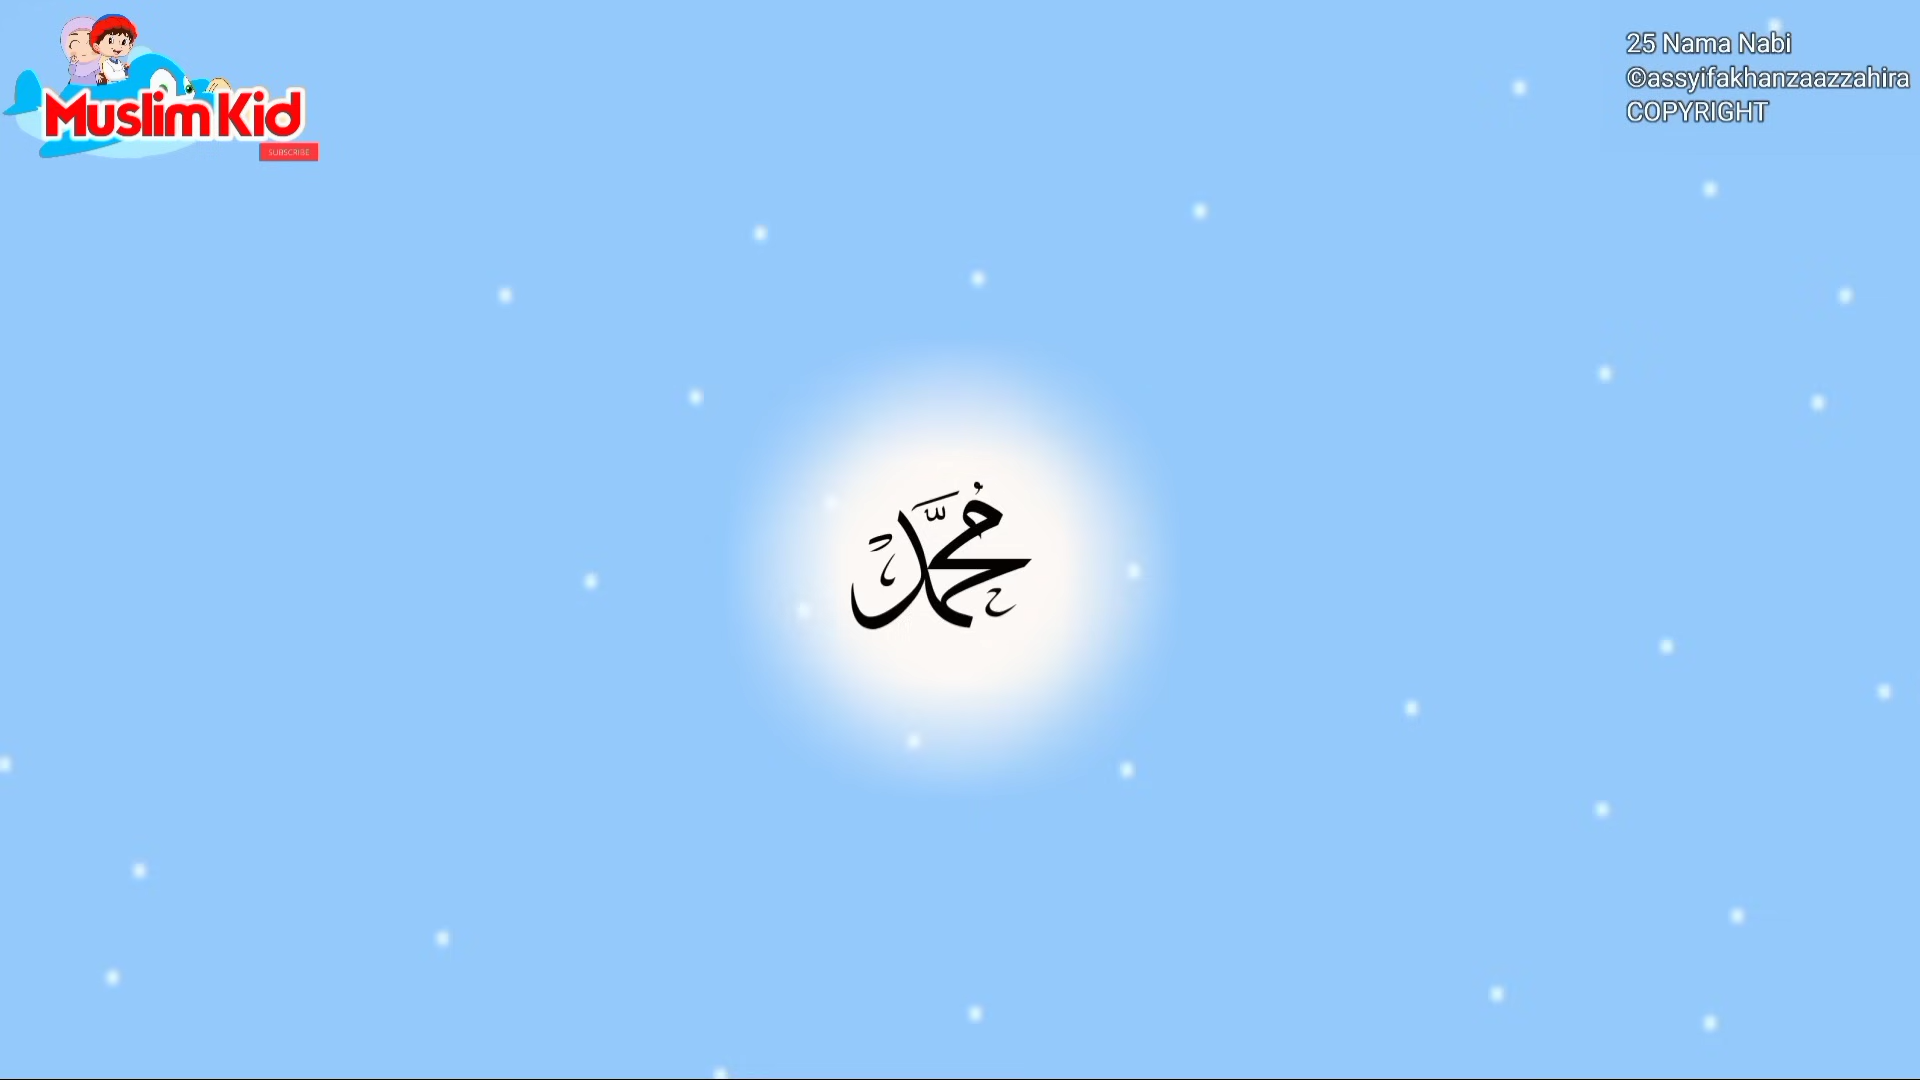 Muslim Kid
SUBSCRIBE
25 Nama Nabi
©assyifakhanzaazzahira
COPYRIGHT
مُحَمَّد